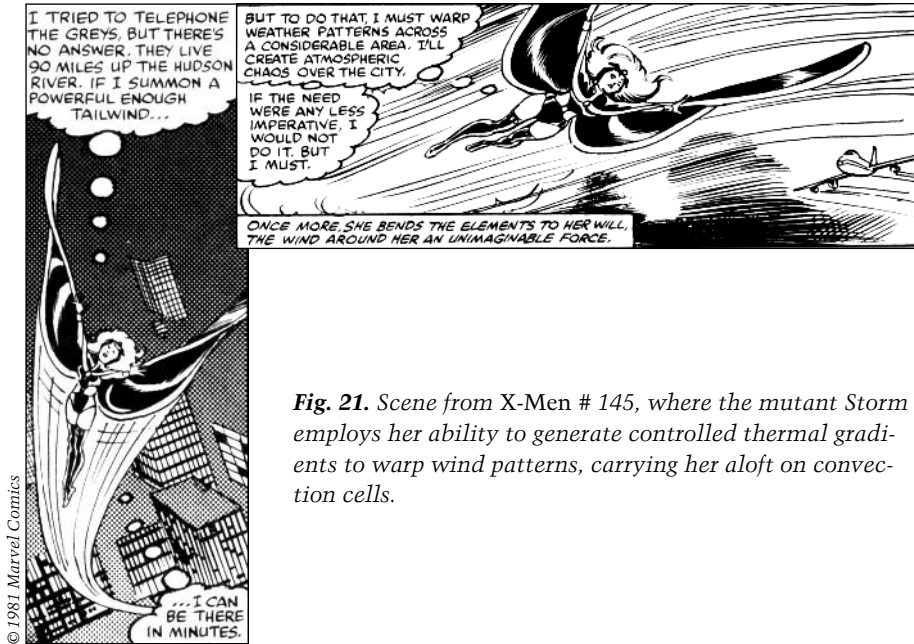 I TRIED TO TELEPHONE
THE GREYS, BUT THERE'S
NO ANSWER. THEY LIVE
90 MILES UP THE HUDSON
RIVER. IF I SUMMON A
POWERFUL ENOUGH
TAILWIND...
...I CAN
BE THERE
IN MINUTES.
BUT TO DO THAT, I MUST WARP
WEATHER PATTERNS ACROSS
A CONSIDERABLE AREA. I'LL
CREATE ATMOSPHERIC
CHAOS OVER THE CITY.
IF THE NEED
WERE ANY LESS
IMPERATIVE, I
WOULD NOT
DO IT. BUT
I MUST.
ONCE MORE, SHE BENDS THE ELEMENTS TO HER WILL,
THE WIND AROUND HER AN UNIMAGINABLE FORCE.
Fig. 21. Scene from X-Men # 145, where the mutant Storm
employs her ability to generate controlled thermal gradi-
ents to warp wind patterns, carrying her aloft on convec-
tion cells.
© 1981 Marvel Comics